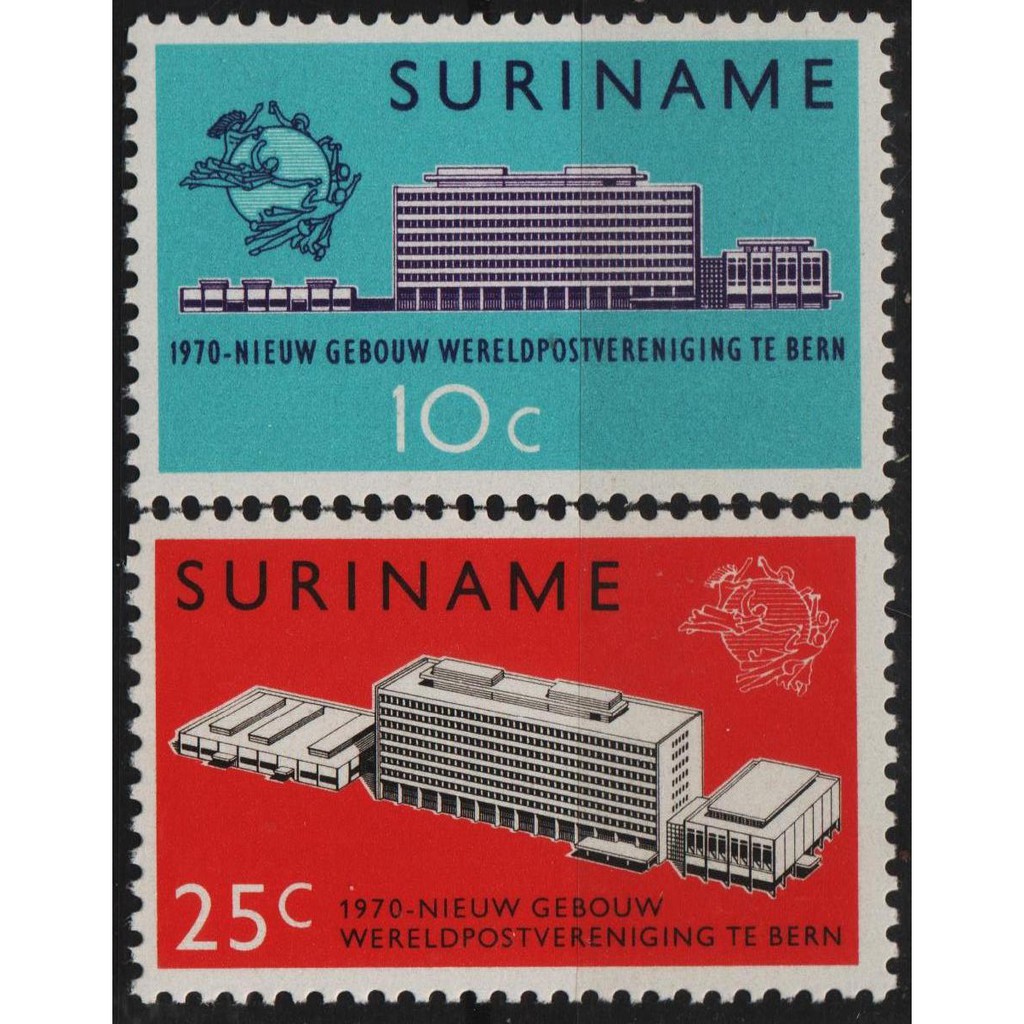 SURINAME
1970-NIEUW GEBOUW WERELDPOSTVERENIGING TE BERN
10c
SURINAME
25c
1970-NIEUW GEBOUW
WERELDPOSTVERENIGING TE BERN